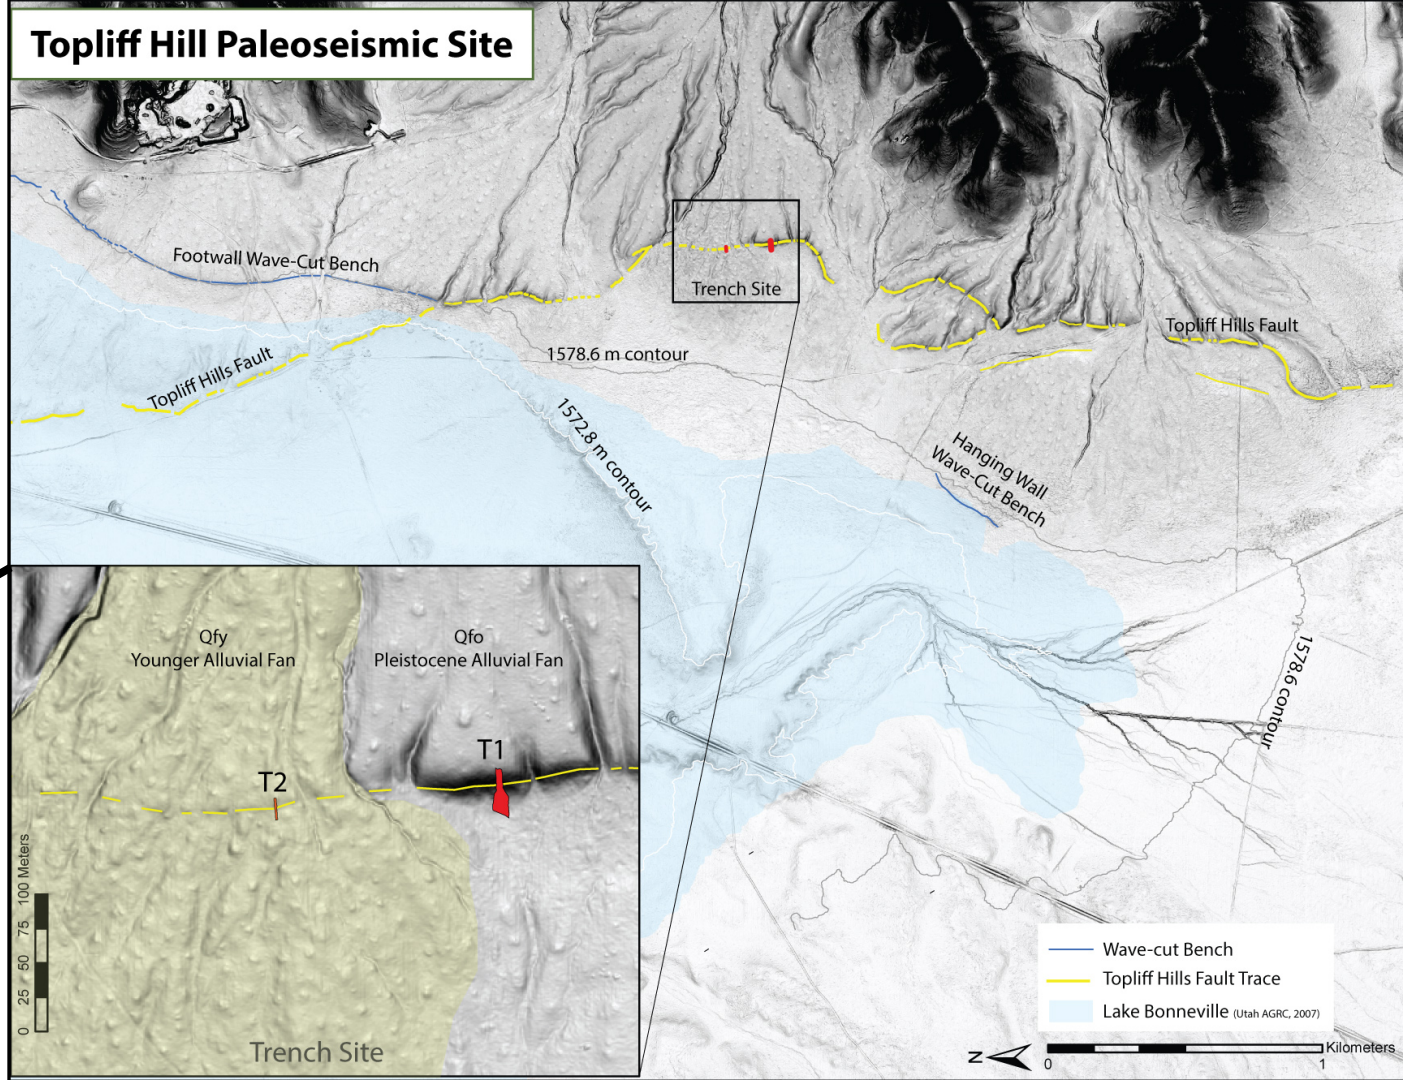 Topliff Hill Paleoseismic Site
Footwall Wave-Cut Bench
Trench Site
Topliff Hills Fault
1578.6 m contour
Topliff Hills Fault
1572.8 m contour
Hanging Wall
Wave-Cut Bench
1578.6 contour
Qfy
Younger Alluvial Fan
Qfo
Pleistocene Alluvial Fan
T1
T2
0 25 50 75 100 Meters
Trench Site
Wave-cut Bench
Topliff Hills Fault Trace
Lake Bonneville (Utah AGRC, 2007)
N
Kilometers
0 1